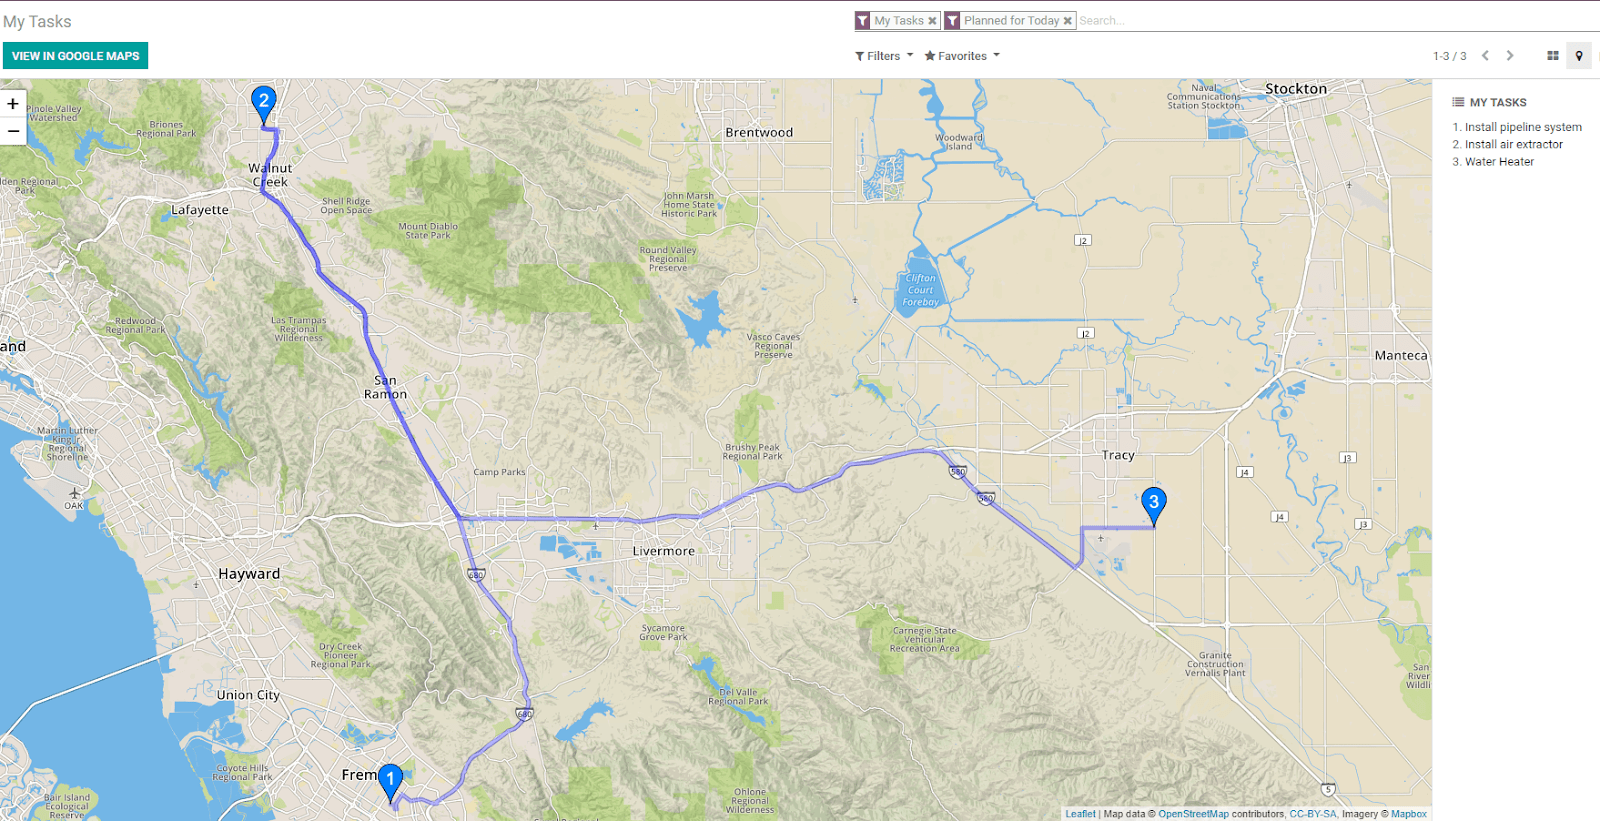 My Tasks
My Tasks ✖ Planned for Today ✖ Search...
VIEW IN GOOGLE MAPS
Filters
Favorites
1-3 / 3
+
−
MY TASKS
1. Install pipeline system
2. Install air extractor
3. Water Heater
Pinole Valley
Watershed
Briones
Regional Park
2
Walnut
Creek
Regional
Park
Lafayette
Shell Ridge
Open Space
Mount Diablo
State Park
Brentwood
John Marsh
Home State
Historic Park
Round Valley
Regional
Preserve
Woodward
Island
Naval
Communications
Station Stockton
Stockton
J2
Clifton
Court
Forebay
J2
Las Trampas
Regional
Wilderness
Redwood
Regional Park
Vasco Caves
Regional
Preserve
Manteca
San
Ramon
Martin Luther
King Jr.
Regional
Shoreline
OAK
Camp Parks
Brushy Peak
Regional Park
Tracy
580
580
3
J4
J3
J4
J3
Livermore
Hayward
680
Sycamore
Grove Park
Carnegie State
Vehicular
Recreation Area
Dry Creek
Pioneer
Regional Park
Granite
Construction
Vernalis Plant
San
River
Wildli
Union City
Del Valle
Regional Park
680
Coyote Hills
Regional Park
Frem
1
Bair Island
Ecological
Reserve
Ohlone
Regional
Wilderness
5
Leaflet | Map data © OpenStreetMap contributors, CC-BY-SA, Imagery © Mapbox